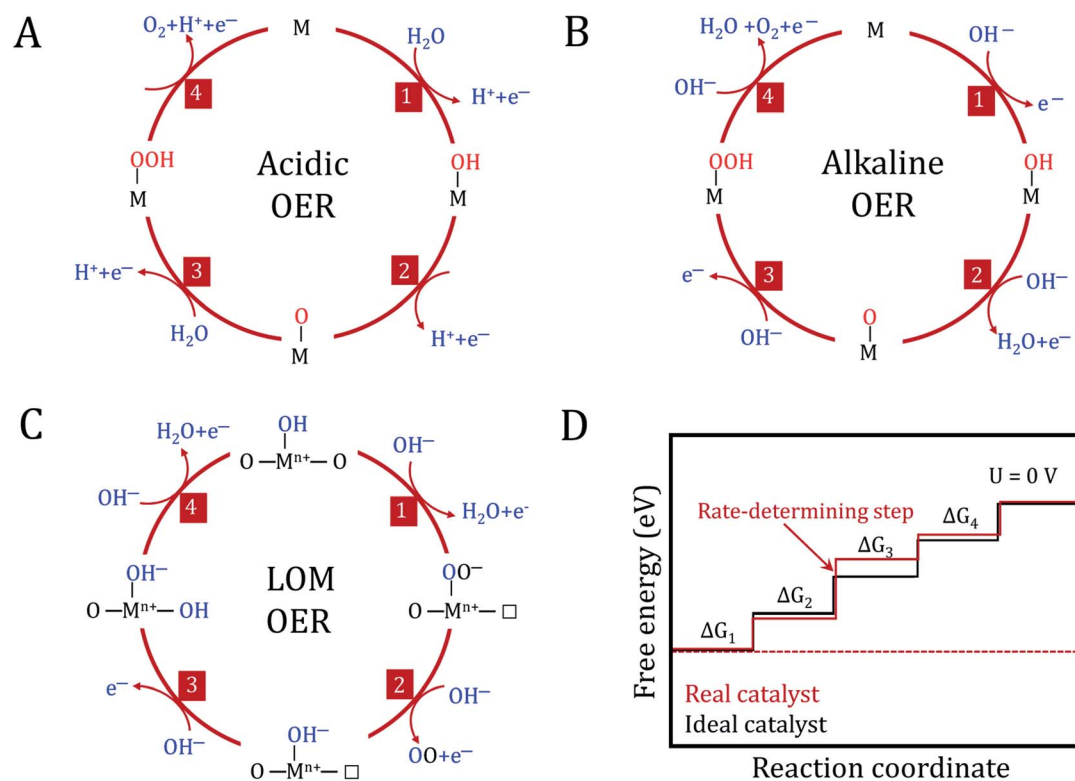 A
O₂+H⁺+e⁻
M
H₂O
4
1
H⁺+e⁻
OOH
M
Acidic
OER
OH
M
H⁺+e⁻
3
2
H₂O
O
M
H⁺+e⁻
B
H₂O +O₂+e⁻
M
OH⁻
OH⁻
4
1
e⁻
OOH
M
Alkaline
OER
OH
M
e⁻
3
2
OH⁻
OH⁻
O
M
H₂O+e⁻
C
H₂O+e⁻
OH
O—Mⁿ⁺—O
OH⁻
OH⁻
4
1
H₂O+e⁻
OH⁻
O—Mⁿ⁺—OH
LOM
OER
OO⁻
O—Mⁿ⁺—□
e⁻
3
2
OH⁻
OH⁻
OH⁻
O—Mⁿ⁺—□
OO+e⁻
D
Free energy (eV)
U = 0 V
Rate-determining step
ΔG₁
ΔG₂
ΔG₃
ΔG₄
Real catalyst
Ideal catalyst
Reaction coordinate